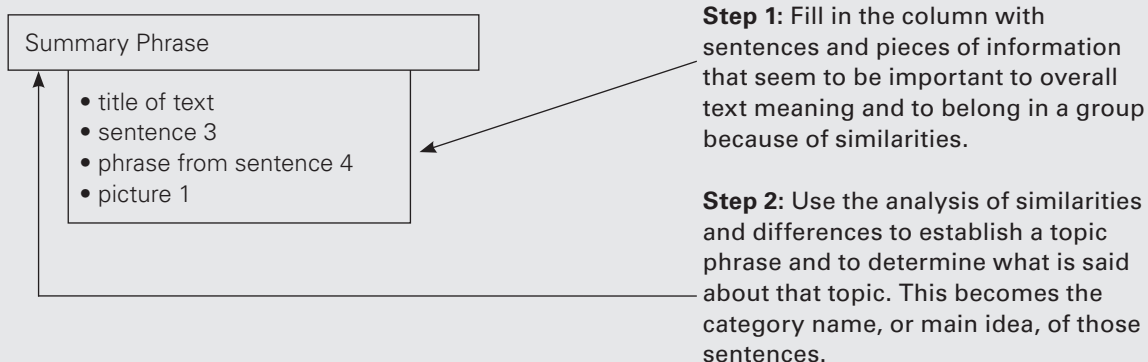 Summary Phrase
• title of text
• sentence 3
• phrase from sentence 4
• picture 1
Step 1: Fill in the column with
sentences and pieces of information
that seem to be important to overall
text meaning and to belong in a group
because of similarities.
Step 2: Use the analysis of similarities
and differences to establish a topic
phrase and to determine what is said
about that topic. This becomes the
category name, or main idea, of those
sentences.